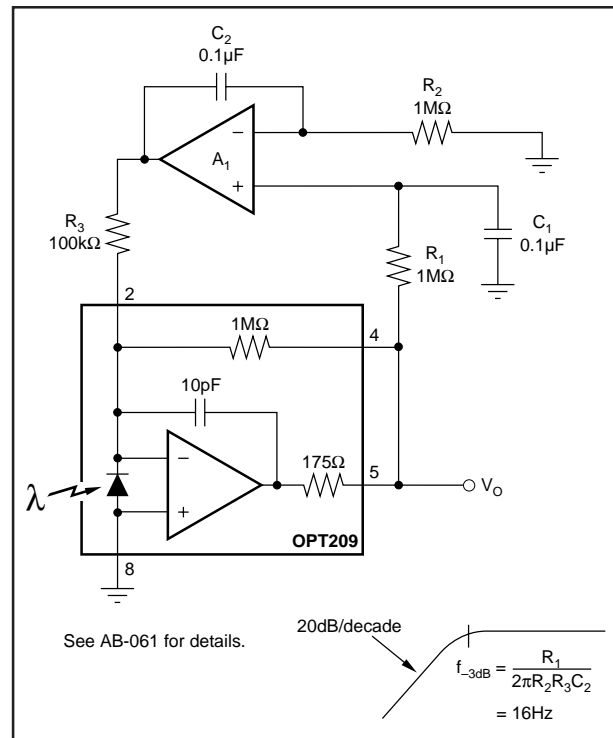 C2
0.1µF
R2
1MΩ
−
A1
+
R3
100kΩ
C1
0.1µF
R1
1MΩ
2
1MΩ
4
10pF
−
175Ω
5
VO
λ
+
OPT209
8
See AB-061 for details.
20dB/decade
f–3dB = R1 / 2πR2R3C2
= 16Hz